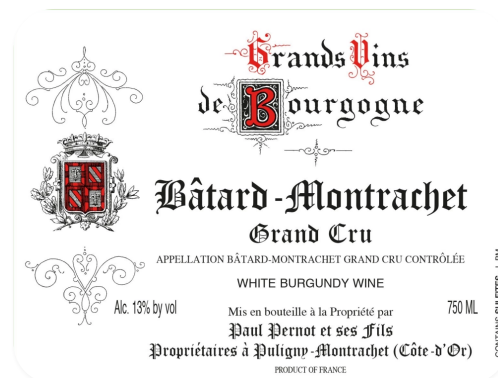 Grands Vins
de Bourgogne
Bâtard-Montrachet
Grand Cru
APPELLATION BÂTARD-MONTRACHET GRAND CRU CONTRÔLÉE
WHITE BURGUNDY WINE
Alc. 13% by vol
Mis en bouteille à la Propriété par
750 ML
Paul Pernot et ses Fils
Propriétaires à Puligny-Montrachet (Côte-d'Or)
PRODUCT OF FRANCE
CONTAINS SULFITES